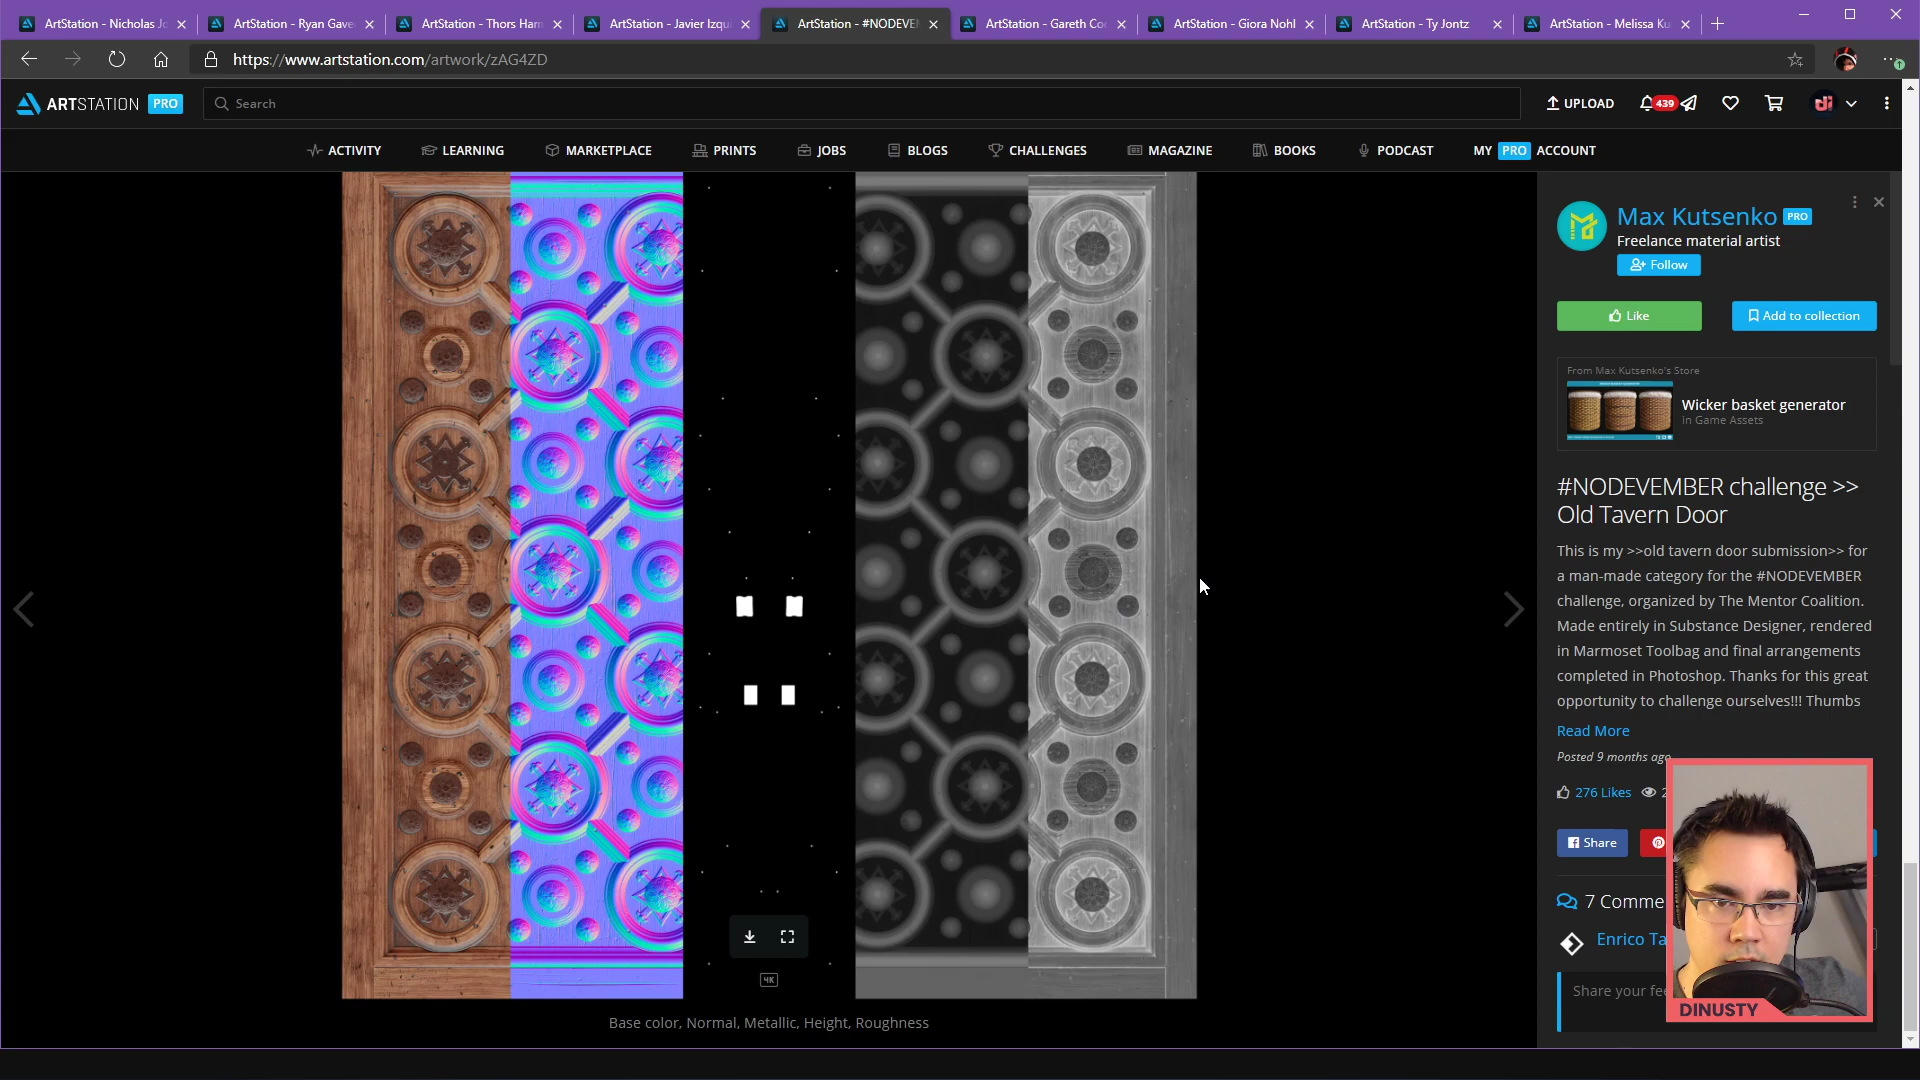 ArtStation - Nicholas Jo
ArtStation - Ryan Gave
ArtStation - Thors Ham
ArtStation - Javier Izqu
ArtStation - #NODEVEM
ArtStation - Gareth Co
ArtStation - Giora Nohl
ArtStation - Ty Jontz
ArtStation - Melissa Ku
https://www.artstation.com/artwork/zAG4ZD
ARTSTATION PRO
Search
UPLOAD
439
di
ACTIVITY
LEARNING
MARKETPLACE
PRINTS
JOBS
BLOGS
CHALLENGES
MAGAZINE
BOOKS
PODCAST
MY PRO ACCOUNT
Max Kutsenko PRO
Freelance material artist
Follow
Like
Add to collection
From Max Kutsenko's Store
Wicker basket generator
in Game Assets
#NODEVEMBER challenge >>
Old Tavern Door
This is my >>old tavern door submission>> for
a man-made category for the #NODEVEMBER
challenge, organized by The Mentor Coalition.
Made entirely in Substance Designer, rendered
in Marmoset Toolbag and final arrangements
completed in Photoshop. Thanks for this great
opportunity to challenge ourselves!!! Thumbs
Read More
Posted 9 months ago
276 Likes 2
Share
7 Comme
Enrico Ta
Share your fee
DINUSTY
4K
Base color, Normal, Metallic, Height, Roughness